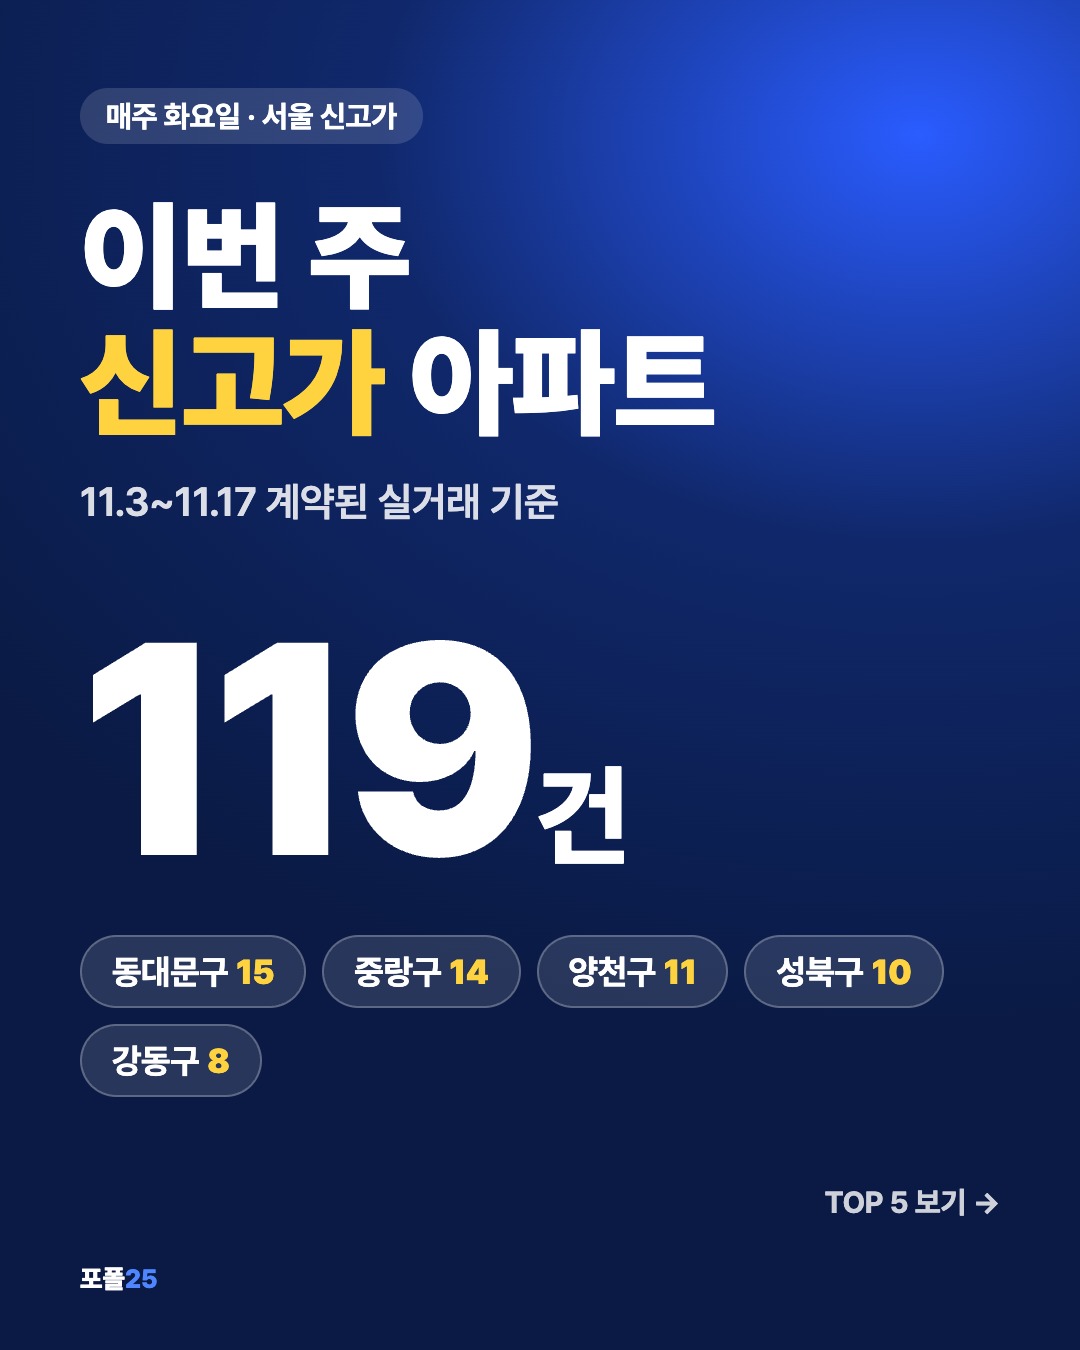 매주 화요일 · 서울 신고가
이번 주
신고가 아파트
11.3~11.17 계약된 실거래 기준
119건
동대문구 15 중랑구 14 양천구 11 성북구 10
강동구 8
TOP 5 보기 →
포폴25